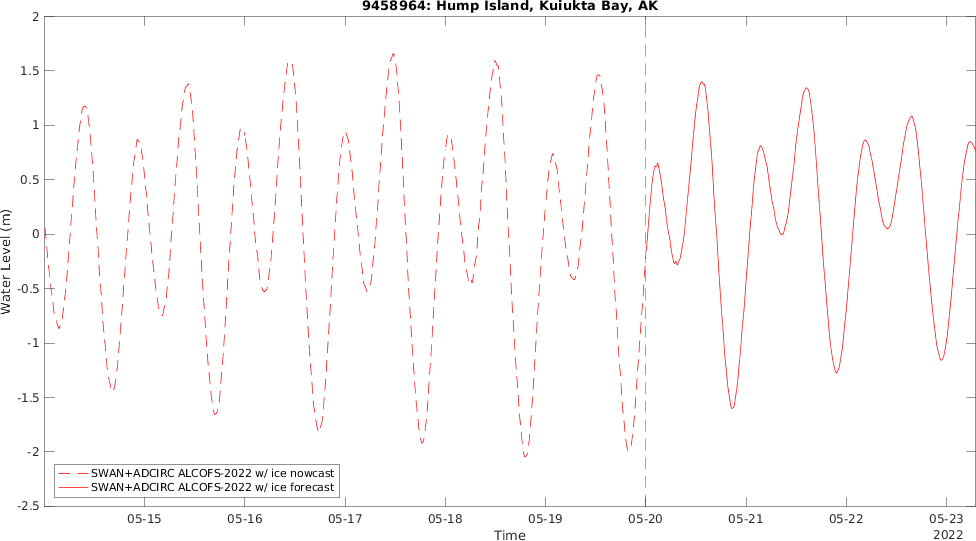 9458964: Hump Island, Kuiukta Bay, AK
2
1.5
1
0.5
0
-0.5
-1
-1.5
-2
-2.5
Water Level (m)
SWAN+ADCIRC ALCOFS-2022 w/ ice nowcast
SWAN+ADCIRC ALCOFS-2022 w/ ice forecast
05-15 05-16 05-17 05-18 05-19 05-20 05-21 05-22 05-23
Time 2022